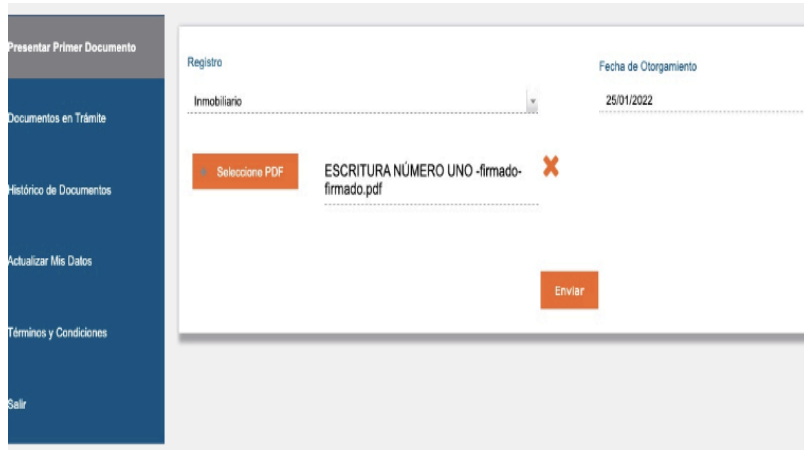 Presentar Primer Documento
Documentos en Trámite
Histórico de Documentos
Actualizar Mis Datos
Términos y Condiciones
Salir
Registro
Inmobiliario
Fecha de Otorgamiento
25/01/2022
Seleccione PDF
ESCRITURA NÚMERO UNO -firmado-
firmado.pdf
Enviar